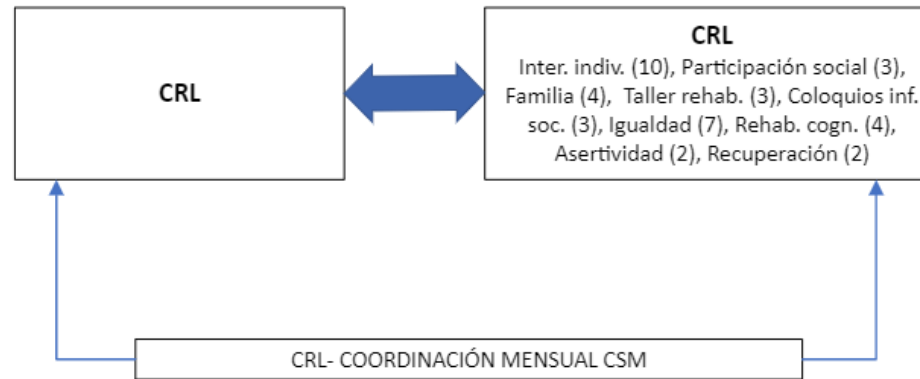 CRL
CRL
Inter. indiv. (10), Participación social (3),
Familia (4), Taller rehab. (3), Coloquios inf.
soc. (3), Igualdad (7), Rehab. cogn. (4),
Asertividad (2), Recuperación (2)
CRL- COORDINACIÓN MENSUAL CSM